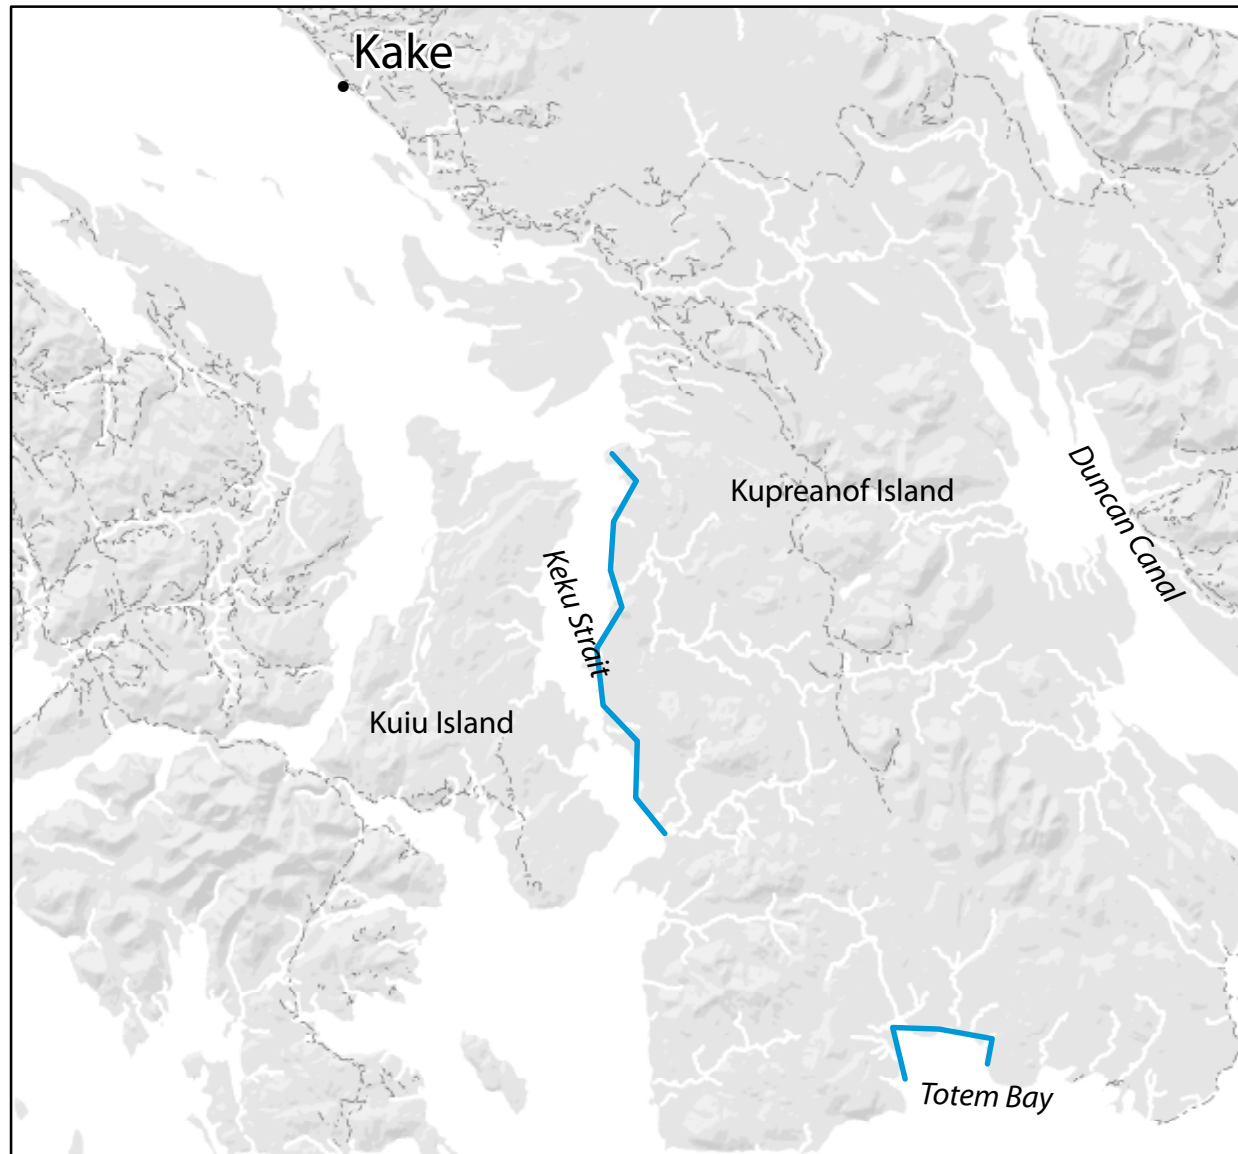 Kake
Kupreanof Island
Duncan Canal
Keku Strait
Kuiu Island
Totem Bay